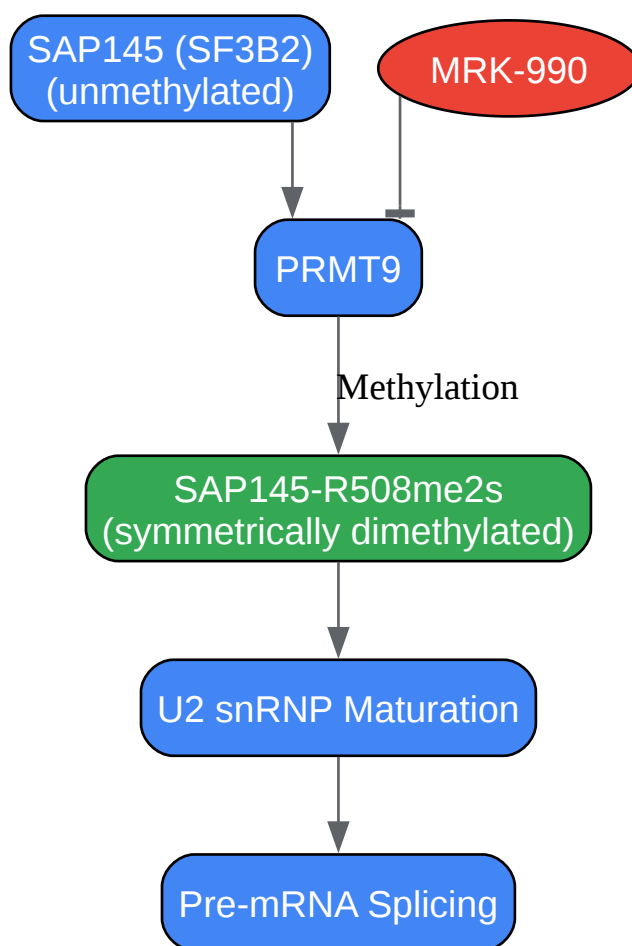 SAP145 (SF3B2)
(unmethylated)
MRK-990
PRMT9
Methylation
SAP145-R508me2s
(symmetrically dimethylated)
U2 snRNP Maturation
Pre-mRNA Splicing